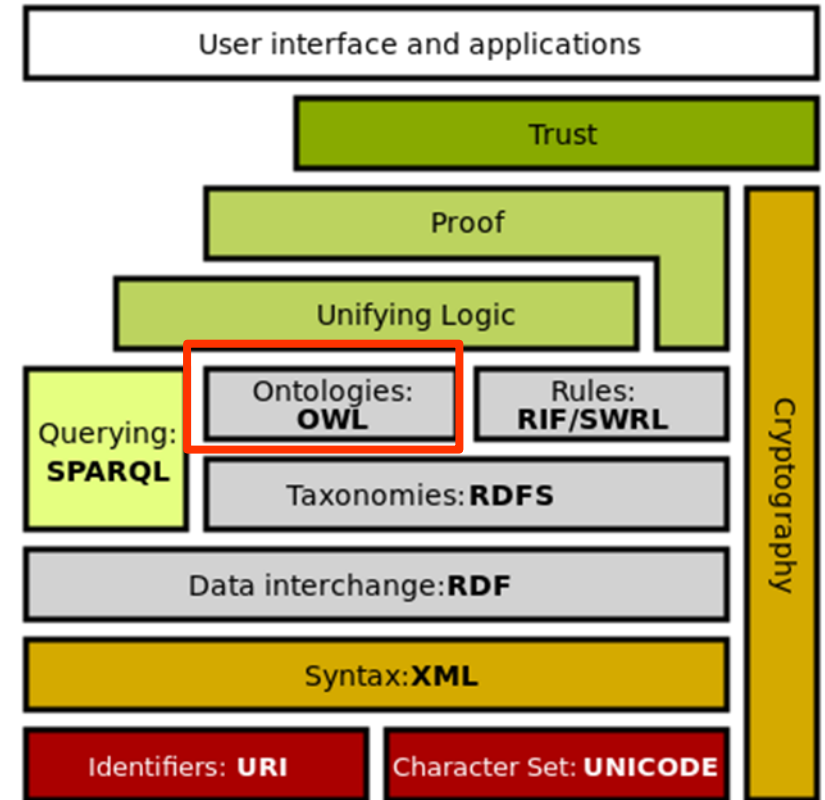 User interface and applications
Trust
Proof
Unifying Logic
Querying:
SPARQL
Ontologies:
OWL
Rules:
RIF/SWRL
Taxonomies: RDFS
Data interchange:RDF
Syntax:XML
Identifiers: URI
Character Set: UNICODE
Cryptography